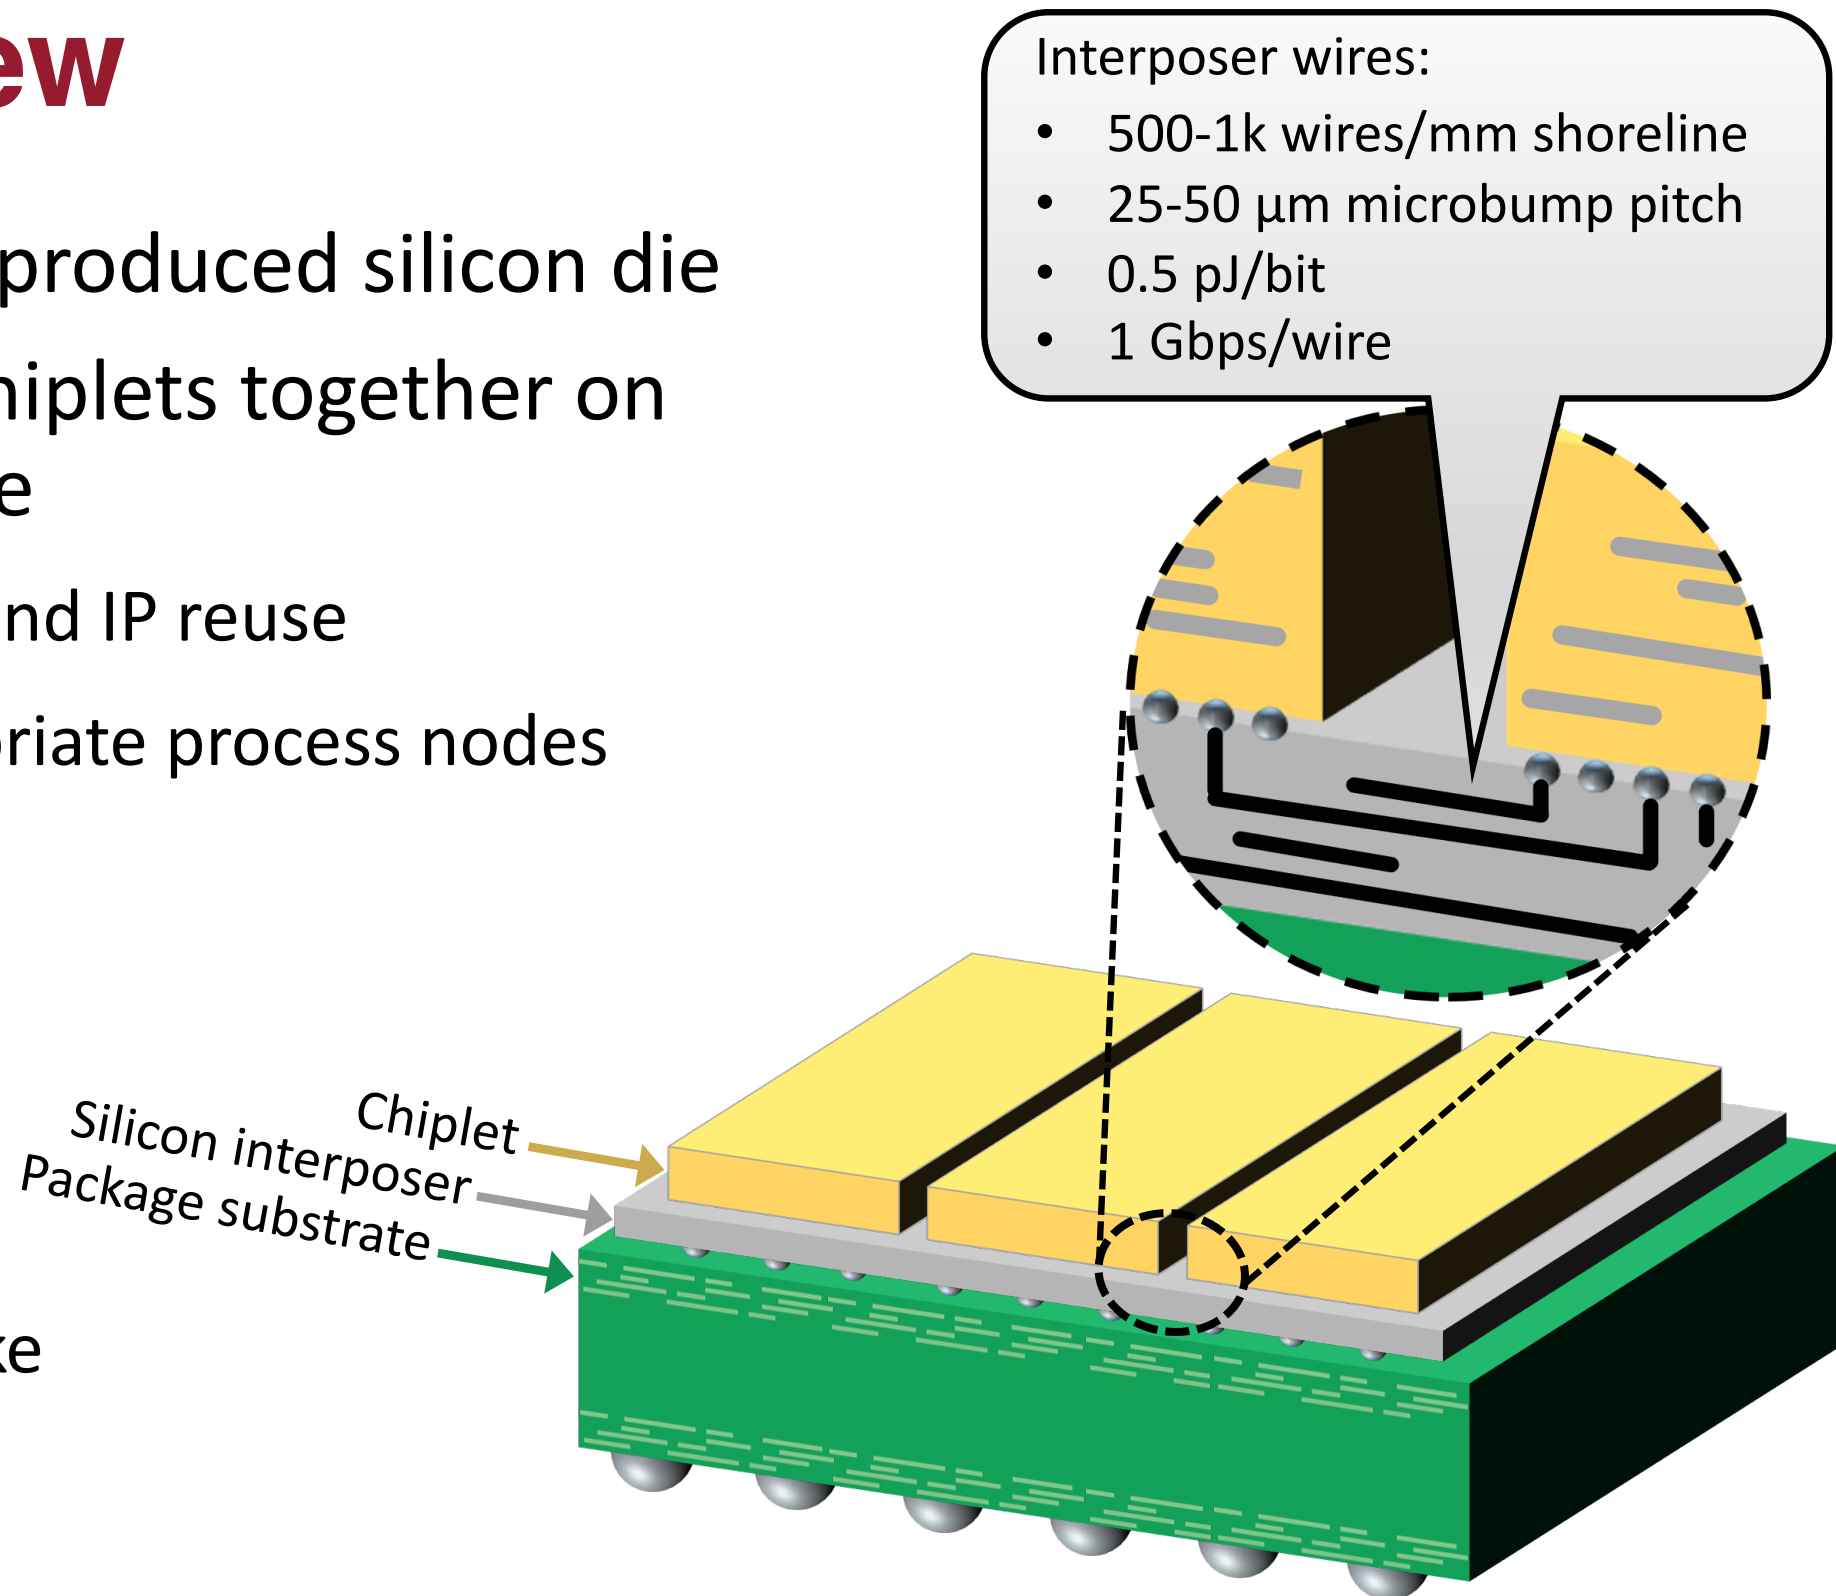 ew
produced silicon die
hiplets together on
e
nd IP reuse
oriate process nodes
ke
Interposer wires:
• 500-1k wires/mm shoreline
• 25-50 μm microbump pitch
• 0.5 pJ/bit
• 1 Gbps/wire
Chiplet
Silicon interposer
Package substrate